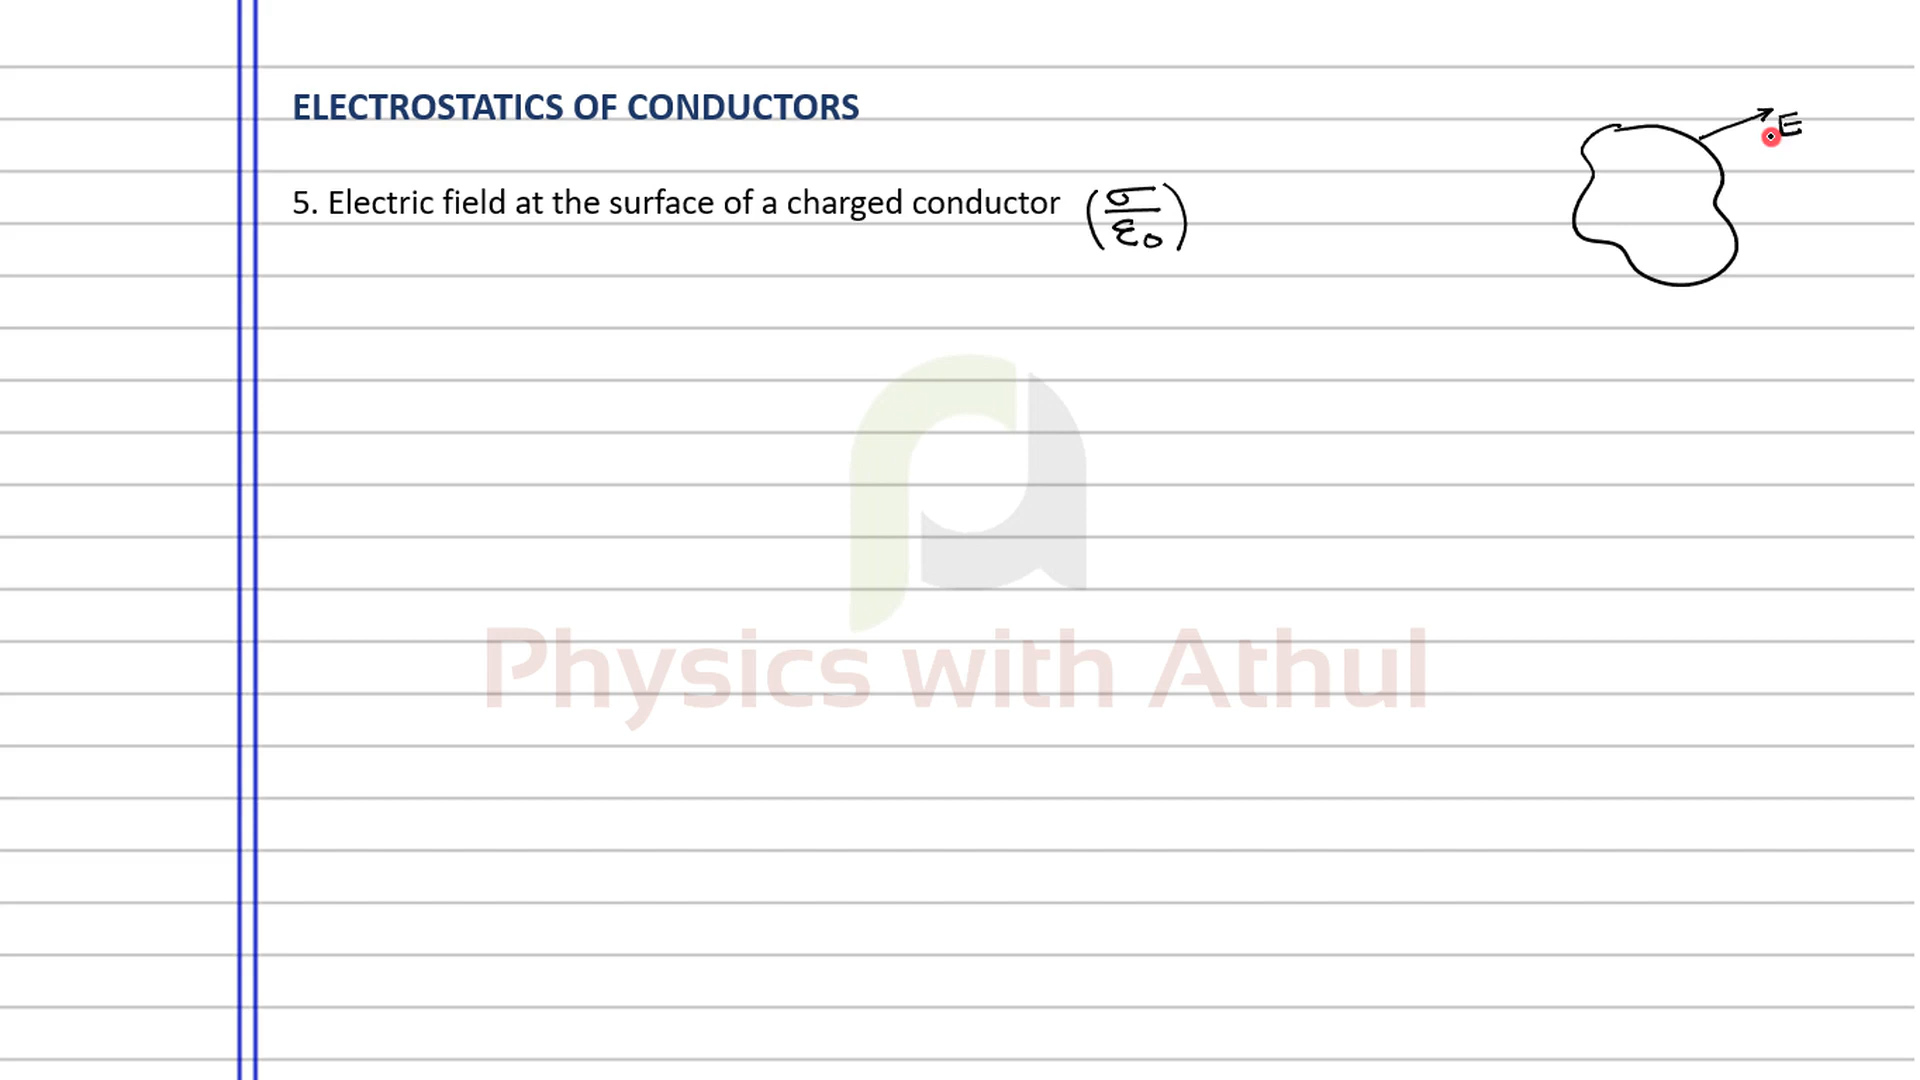 ELECTROSTATICS OF CONDUCTORS
E
5. Electric field at the surface of a charged conductor (σ/ε0)
Physics with Athul